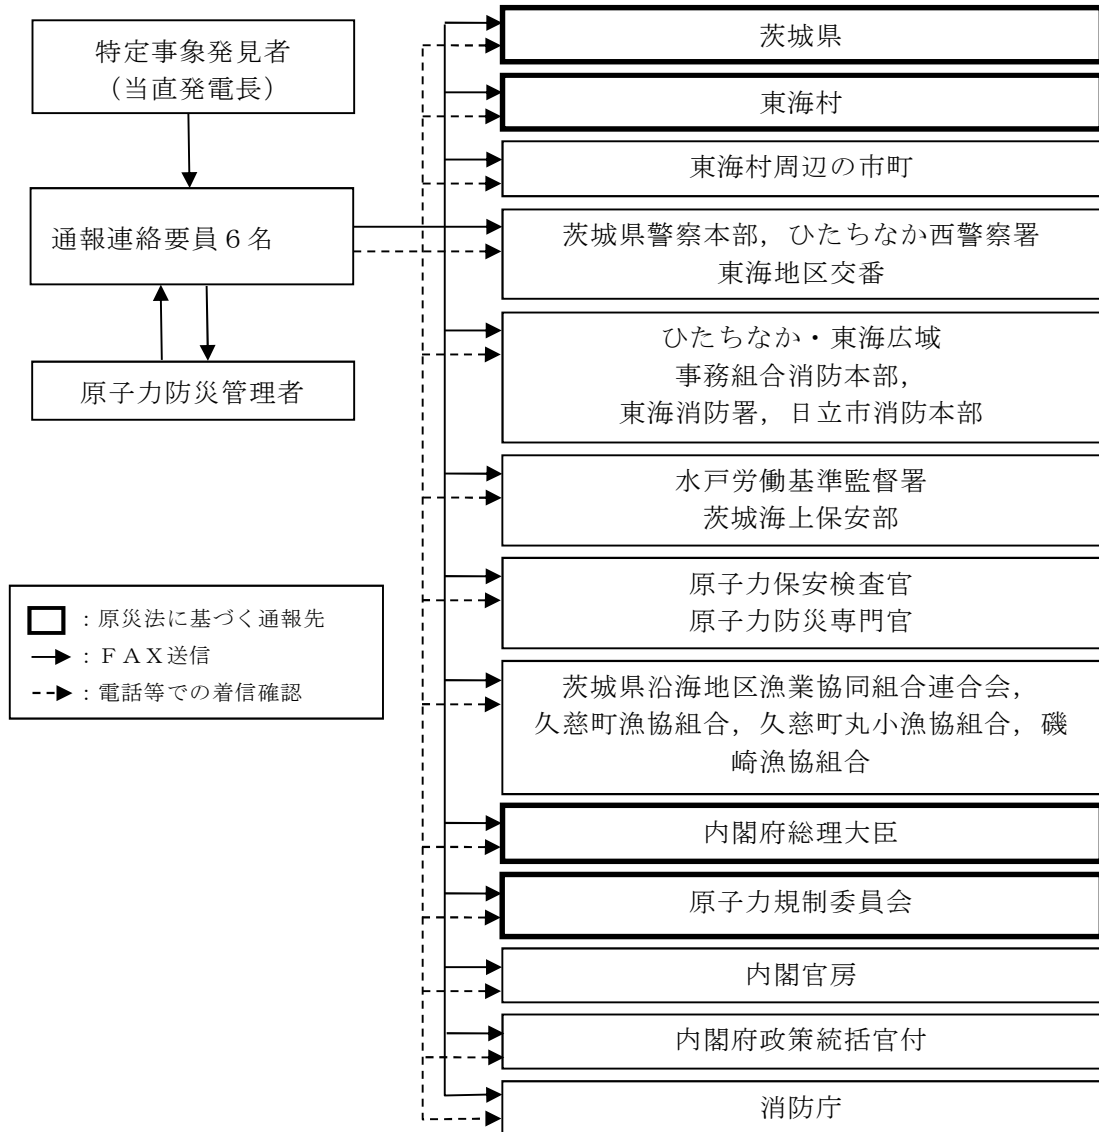 特定事象発見者
（当直発電長）
通報連絡要員６名
原子力防災管理者
：原災法に基づく通報先
：ＦＡＸ送信
：電話等での着信確認
茨城県
東海村
東海村周辺の市町
茨城県警察本部，ひたちなか西警察署
東海地区交番
ひたちなか・東海広域
事務組合消防本部，
東海消防署，日立市消防本部
水戸労働基準監督署
茨城海上保安部
原子力保安検査官
原子力防災専門官
茨城県沿海地区漁業協同組合連合会，
久慈町漁協組合，久慈町丸小漁協組合，磯
崎漁協組合
内閣府総理大臣
原子力規制委員会
内閣官房
内閣府政策統括官付
消防庁